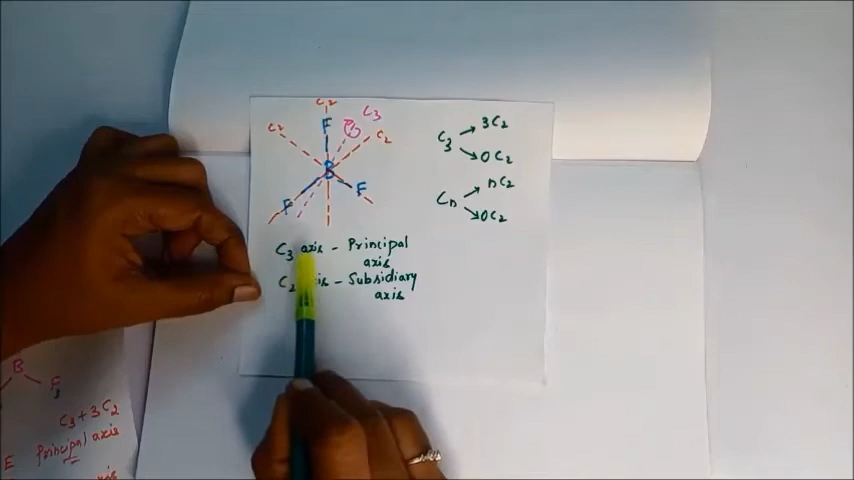 C2
C3
F
C2
C2
B
F
F
C3 → 3C2
→ 0C2
Cn → nC2
→ 0C2
C3 axis - Principal
axis
C2 - Subsidiary
axis
B
F
C3 + 3C2
Principal axis
E